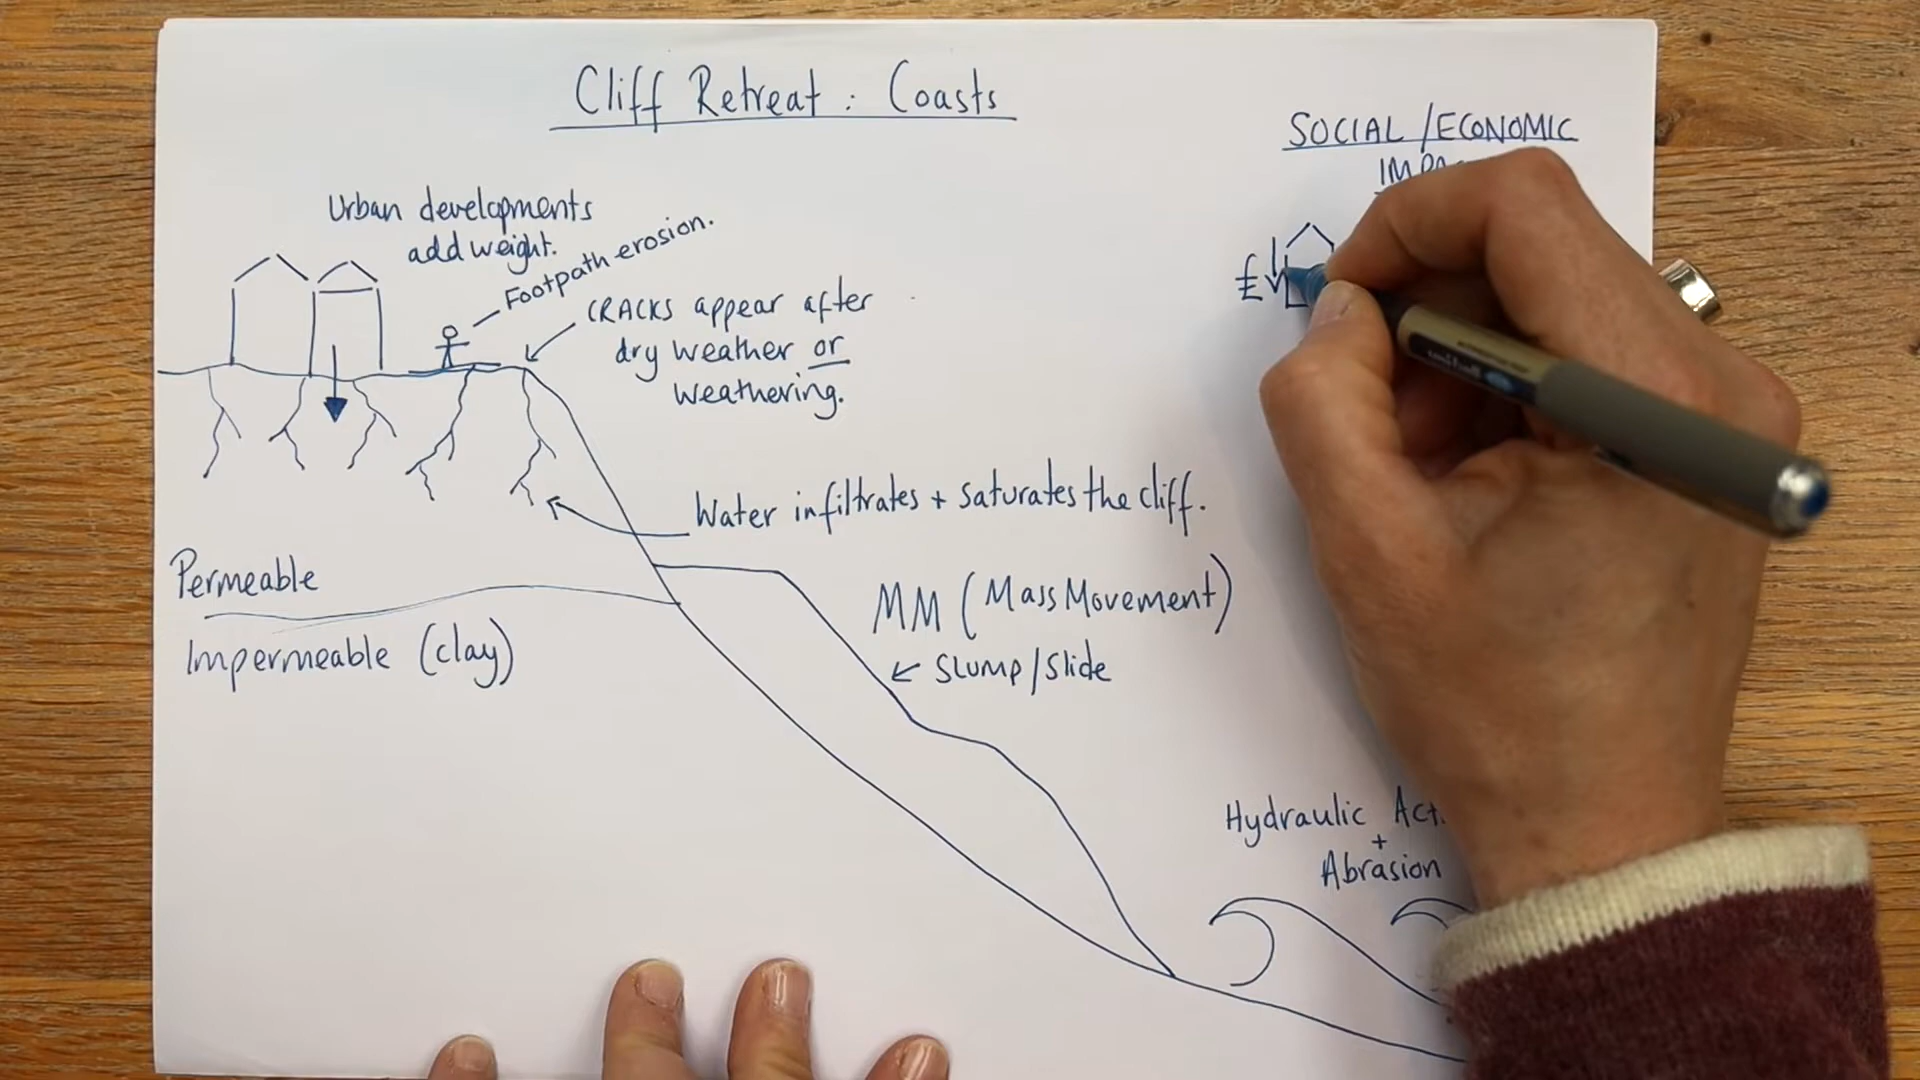 Cliff Retreat : Coasts
SOCIAL / ECONOMIC
Urban developments
add weight.
Footpath erosion.
£
CRACKS appear after
dry weather or
weathering.
Water infiltrates + saturates the cliff.
Permeable
Impermeable (clay)
MM (Mass Movement)
Slump/Slide
Hydraulic
+
Abrasion